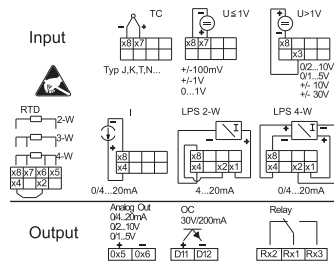 Input
TC
- +
x8 x7
Typ J,K,T,N...
U≤1V
- +
x8 x7
+/-100mV
+/-1V
0...1V
U>1V
- +
x8
x3
0/2...10V
0/1...5V
+/- 10V
+/- 30V
RTD
2-W
3-W
4-W
x8 x7 x6 x5
x4 x2
I
- +
x8
x4
0/4...20mA
LPS 2-W
- I +
x8
x4 x2 x1
4...20mA
LPS 4-W
+ I - +
x8
x4 x2 x1
0/4...20mA
Output
Analog Out
0/4..20mA
0/2...10V
0/1...5V
+ -
0x5 0x6
OC
30V/200mA
+ -
D11 D12
Relay
Rx2 Rx1 Rx3